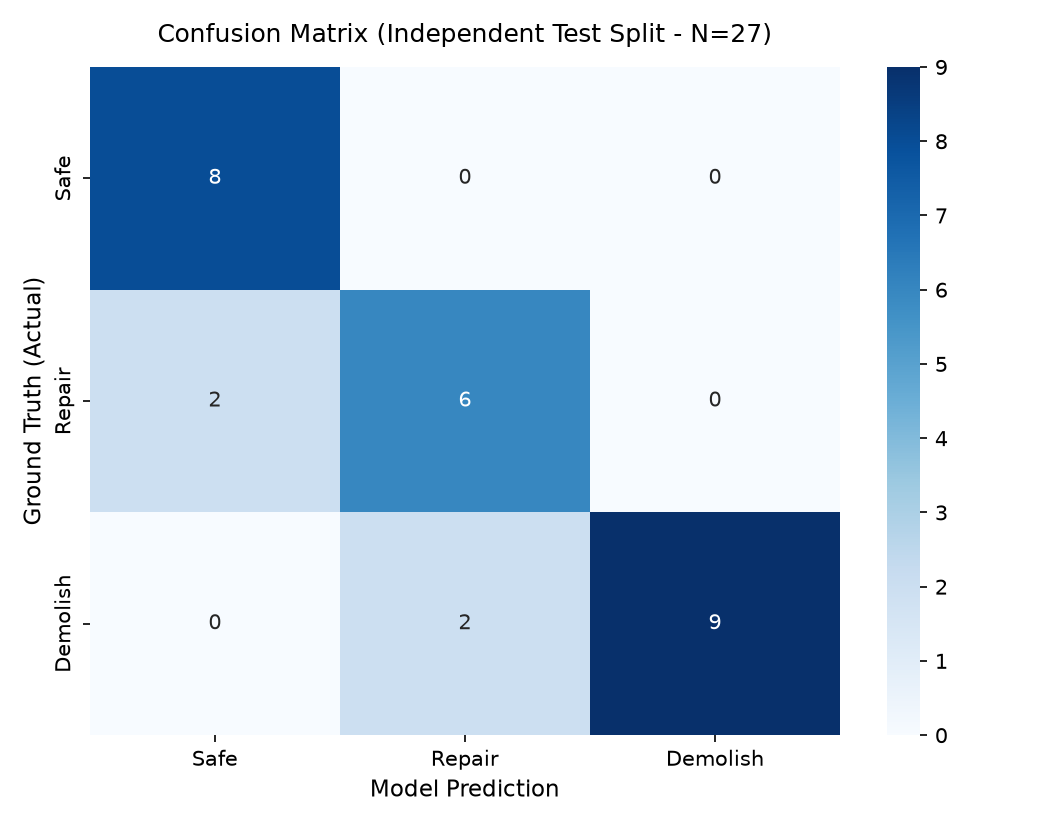 Confusion Matrix (Independent Test Split - N=27)
Ground Truth (Actual)
Safe
8
0
0
Repair
2
6
0
Demolish
0
2
9
Safe
Repair
Demolish
Model Prediction
9
8
7
6
5
4
3
2
1
0